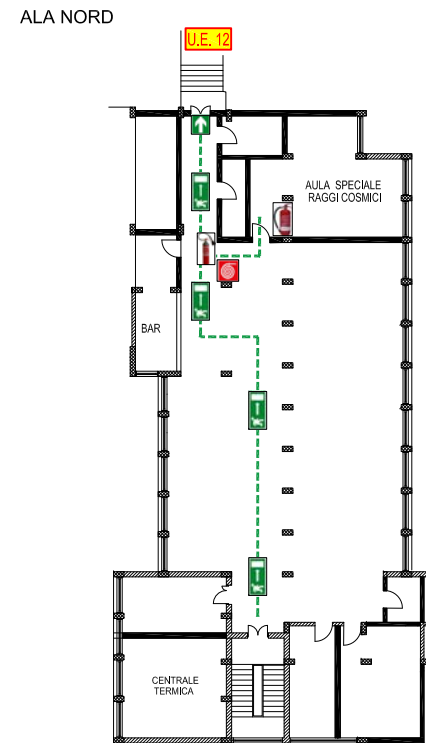 ALA NORD
U.E. 12
AULA SPECIALE
RAGGI COSMICI
BAR
CENTRALE
TERMICA